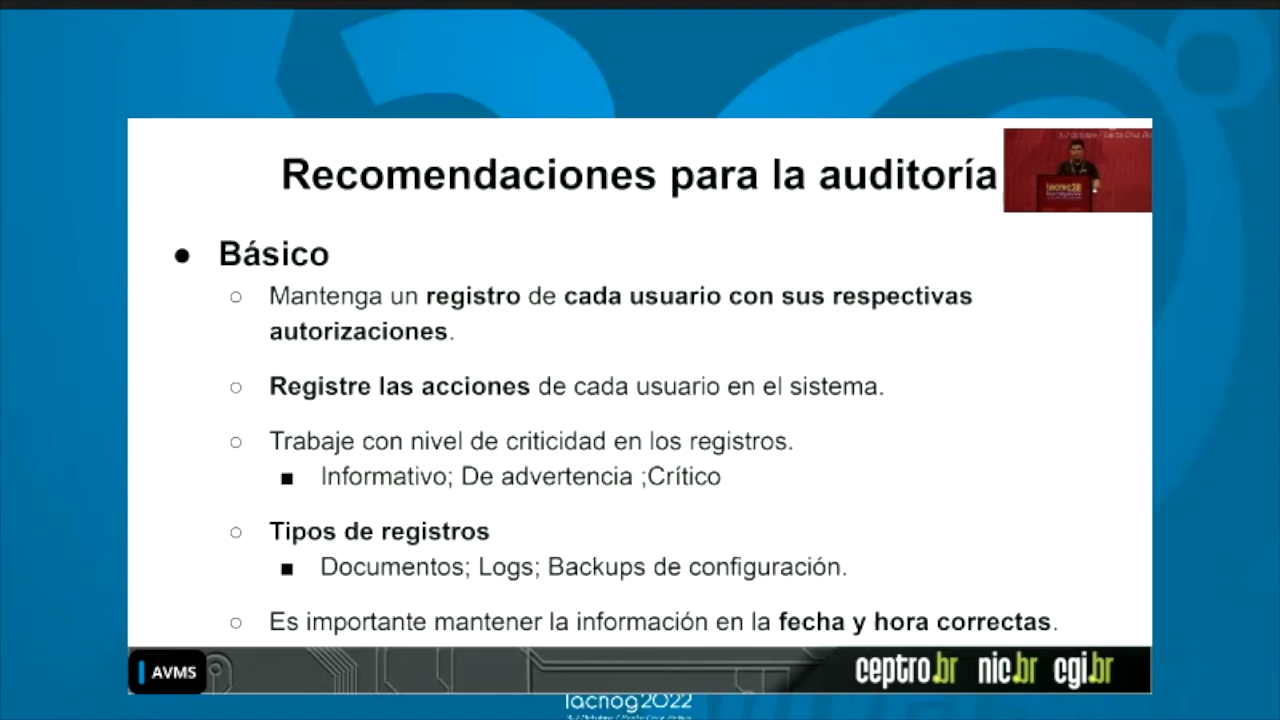 Recomendaciones para la auditoría
● Básico
○ Mantenga un registro de cada usuario con sus respectivas
autorizaciones.
○ Registre las acciones de cada usuario en el sistema.
○ Trabaje con nivel de criticidad en los registros.
■ Informativo; De advertencia ;Crítico
○ Tipos de registros
■ Documentos; Logs; Backups de configuración.
○ Es importante mantener la información en la fecha y hora correctas.
AVMS
ceptro.br nic.br cgi.br
lacnog2022